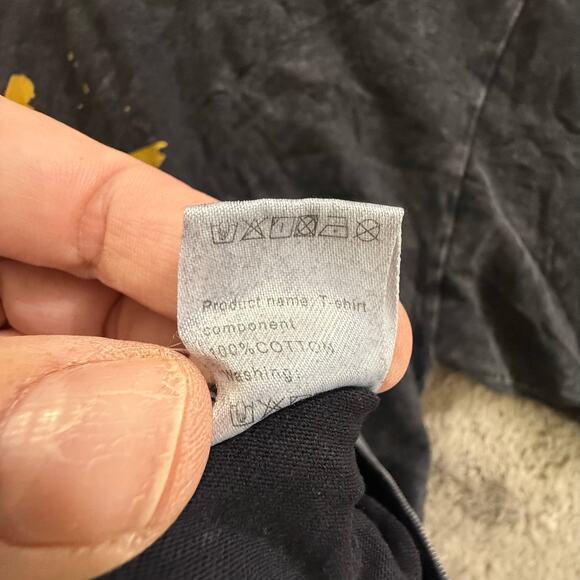 Product name: T-shirt
component
100%COTTON
washing: